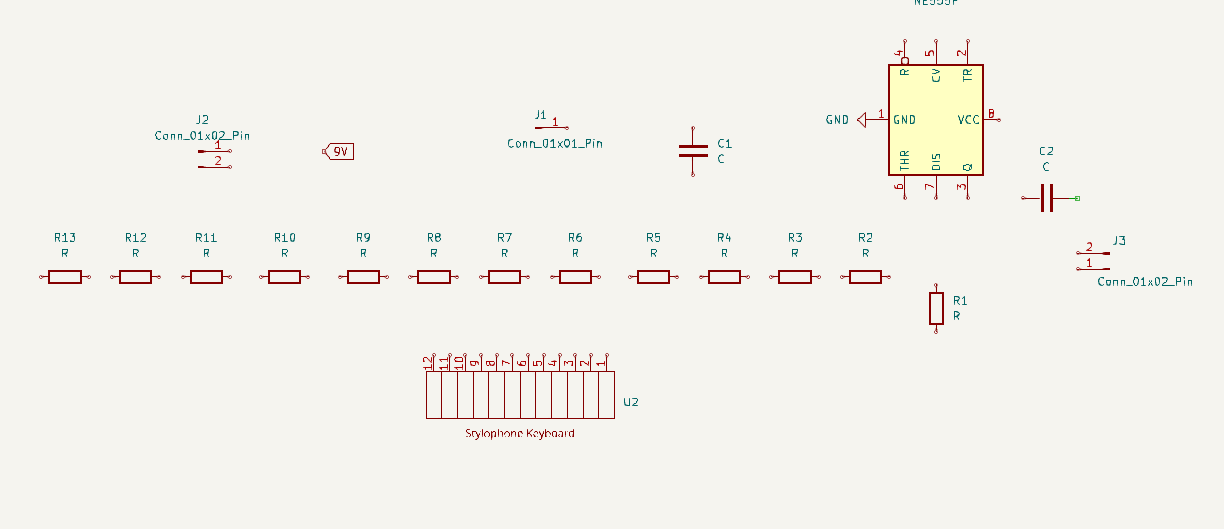 NE555P
4
5
2
R
CV
TR
GND
1
GND
VCC
8
THR
DIS
Q
6
7
3
J2
Conn_01x02_Pin
1
2
9V
J1
1
Conn_01x01_Pin
C1
C
C2
C
R13
R
R12
R
R11
R
R10
R
R9
R
R8
R
R7
R
R6
R
R5
R
R4
R
R3
R
R2
R
J3
2
1
Conn_01x02_Pin
R1
R
12
11
10
9
8
7
6
5
4
3
2
1
U2
Stylophone Keyboard